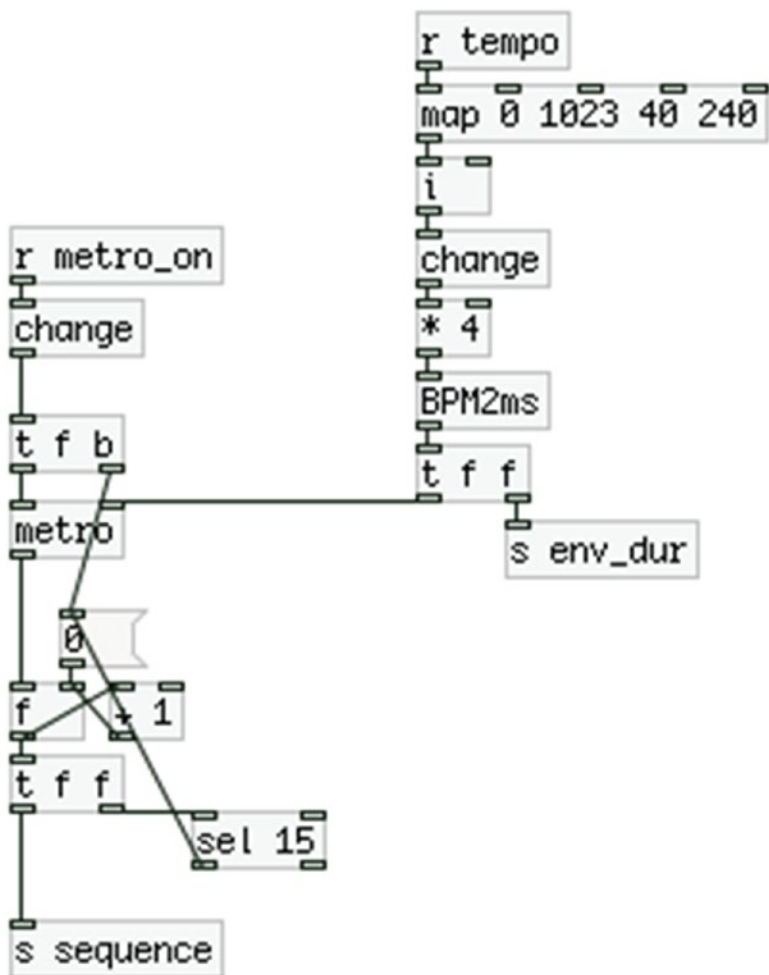 r tempo
map 0 1023 40 240
i
change
* 4
BPM2ms
t f f
s env_dur
r metro_on
change
t f b
metro
0
f
+ 1
t f f
sel 15
s sequence